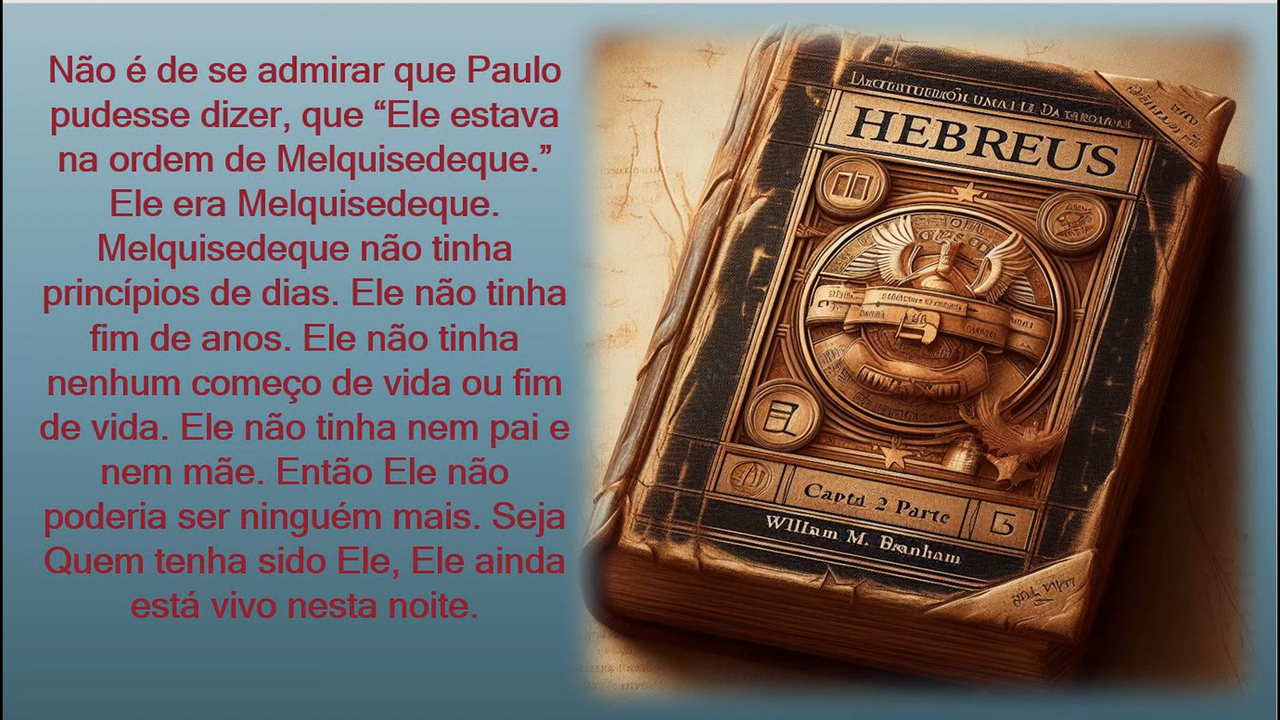 Não é de se admirar que Paulo
pudesse dizer, que “Ele estava
na ordem de Melquisedeque.”
Ele era Melquisedeque.
Melquisedeque não tinha
princípios de dias. Ele não tinha
fim de anos. Ele não tinha
nenhum começo de vida ou fim
de vida. Ele não tinha nem pai e
nem mãe. Então Ele não
poderia ser ninguém mais. Seja
Quem tenha sido Ele, Ele ainda
está vivo nesta noite.
HEBREUS
2 Parte
William M. Branham